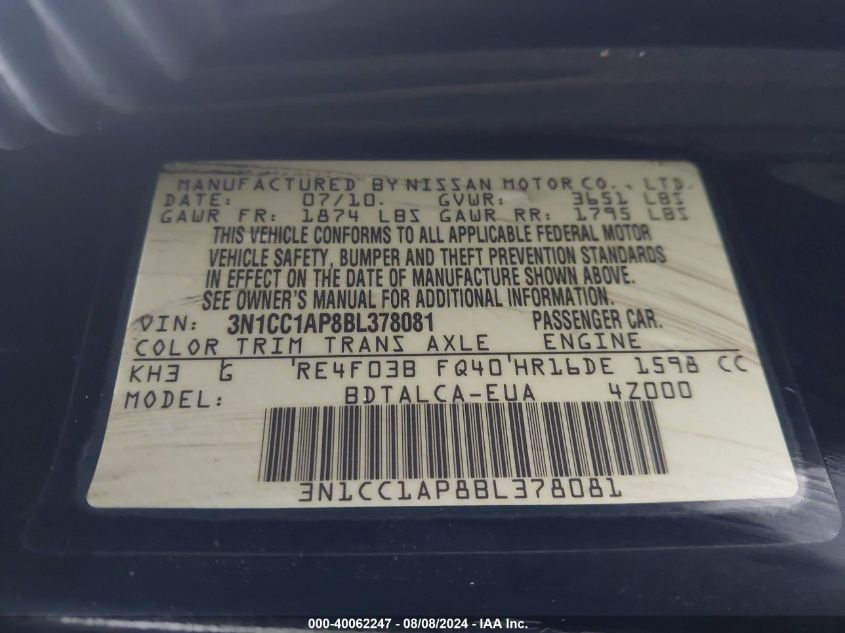 MANUFACTURED BY NISSAN MOTOR CO., LTD.
DATE: 07/10. GVWR: 3651 LBS
GAWR FR: 1874 LBS GAWR RR: 1795 LBS
THIS VEHICLE CONFORMS TO ALL APPLICABLE FEDERAL MOTOR
VEHICLE SAFETY, BUMPER AND THEFT PREVENTION STANDARDS
IN EFFECT ON THE DATE OF MANUFACTURE SHOWN ABOVE.
SEE OWNER'S MANUAL FOR ADDITIONAL INFORMATION.
VIN: 3N1CC1AP8BL378081 PASSENGER CAR.
COLOR TRIM TRANS AXLE ENGINE
KH3 G RE4F03B FQ40 HR16DE 1598 CC
MODEL: BDTALCA-EUA 4Z000
3N1CC1AP8BL378081
000-40062247 - 08/08/2024 - IAA Inc.